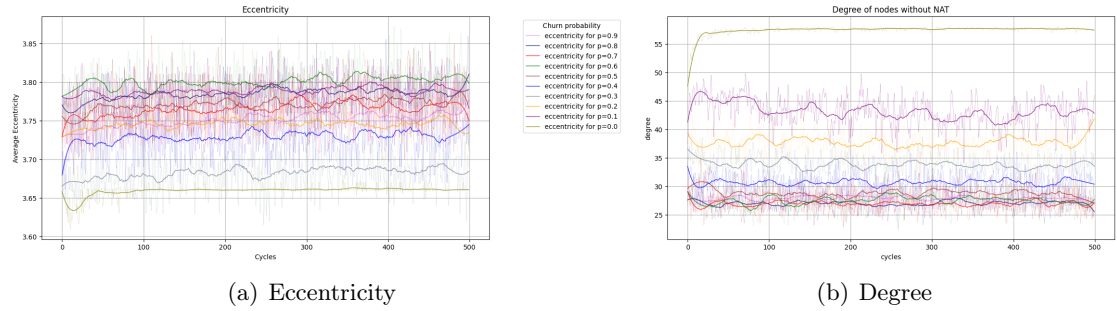 Eccentricity
3.85
3.80
3.75
3.70
3.65
3.60
Average Eccentricity
0
100
200
300
400
500
Cycles
Churn probability
eccentricity for p=0.9
eccentricity for p=0.8
eccentricity for p=0.7
eccentricity for p=0.6
eccentricity for p=0.5
eccentricity for p=0.4
eccentricity for p=0.3
eccentricity for p=0.2
eccentricity for p=0.1
eccentricity for p=0.0
Degree of nodes without NAT
55
50
45
40
35
30
25
degree
0
100
200
300
400
500
cycles
(a) Eccentricity
(b) Degree